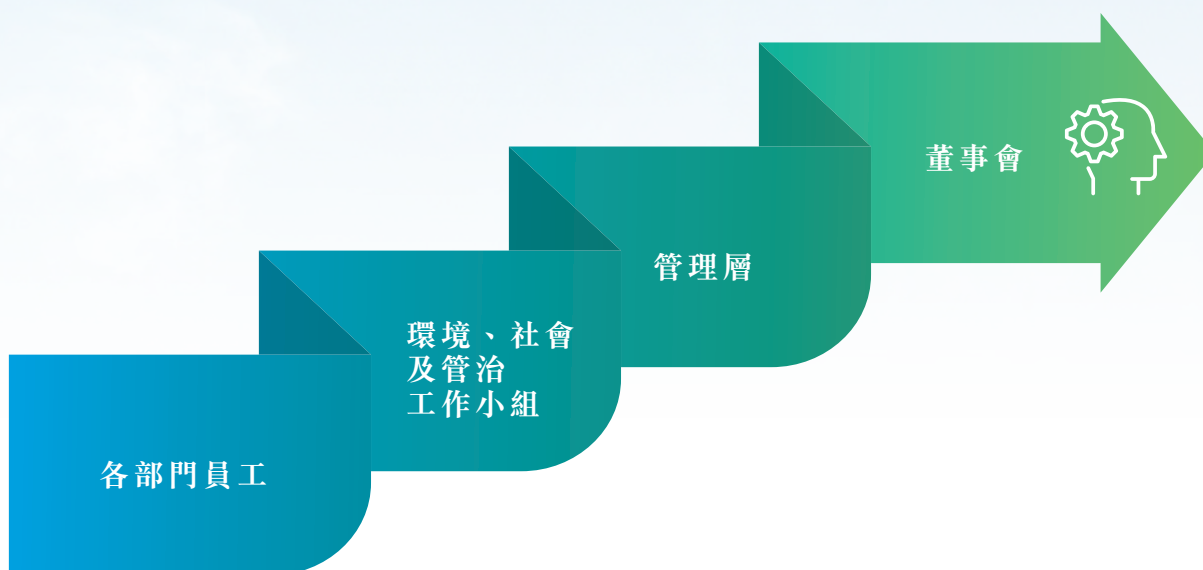 董事會
管理層
環境、社會
及管治
工作小組
各部門員工